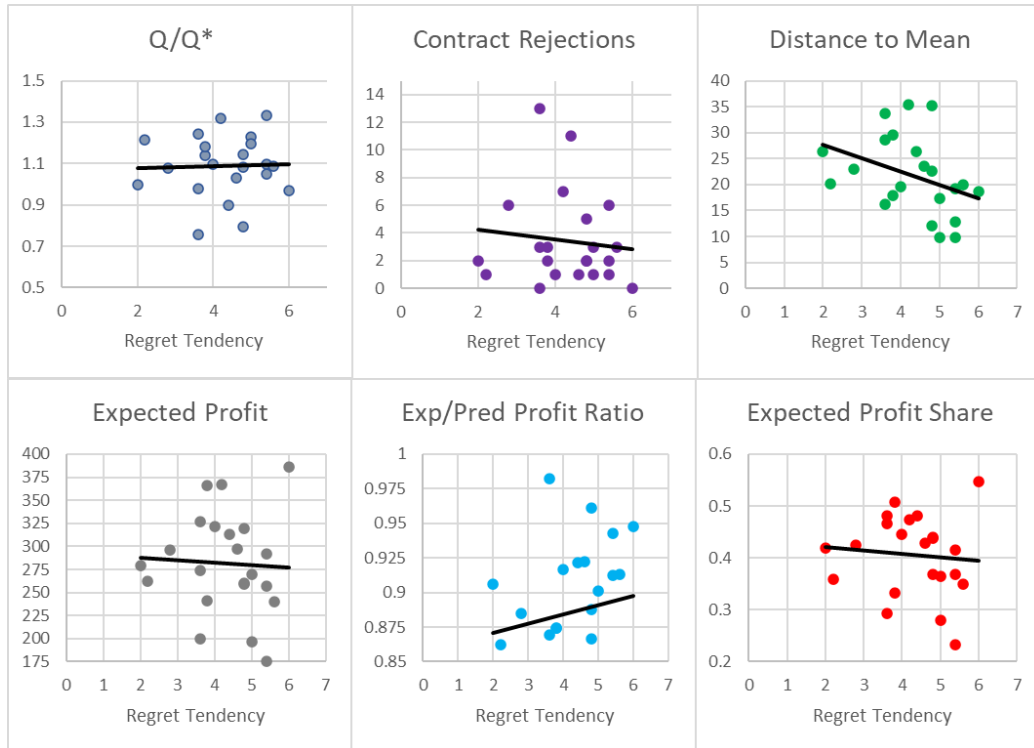 Q/Q*
1.5
1.3
1.1
0.9
0.7
0.5
0 2 4 6
Regret Tendency
Contract Rejections
14
12
10
8
6
4
2
0
0 2 4 6
Regret Tendency
Distance to Mean
40
35
30
25
20
15
10
5
0
0 1 2 3 4 5 6 7
Regret Tendency
Expected Profit
400
375
350
325
300
275
250
225
200
175
0 1 2 3 4 5 6 7
Regret Tendency
Exp/Pred Profit Ratio
1
0.975
0.95
0.925
0.9
0.875
0.85
0 1 2 3 4 5 6 7
Regret Tendency
Expected Profit Share
0.6
0.5
0.4
0.3
0.2
0 1 2 3 4 5 6 7
Regret Tendency